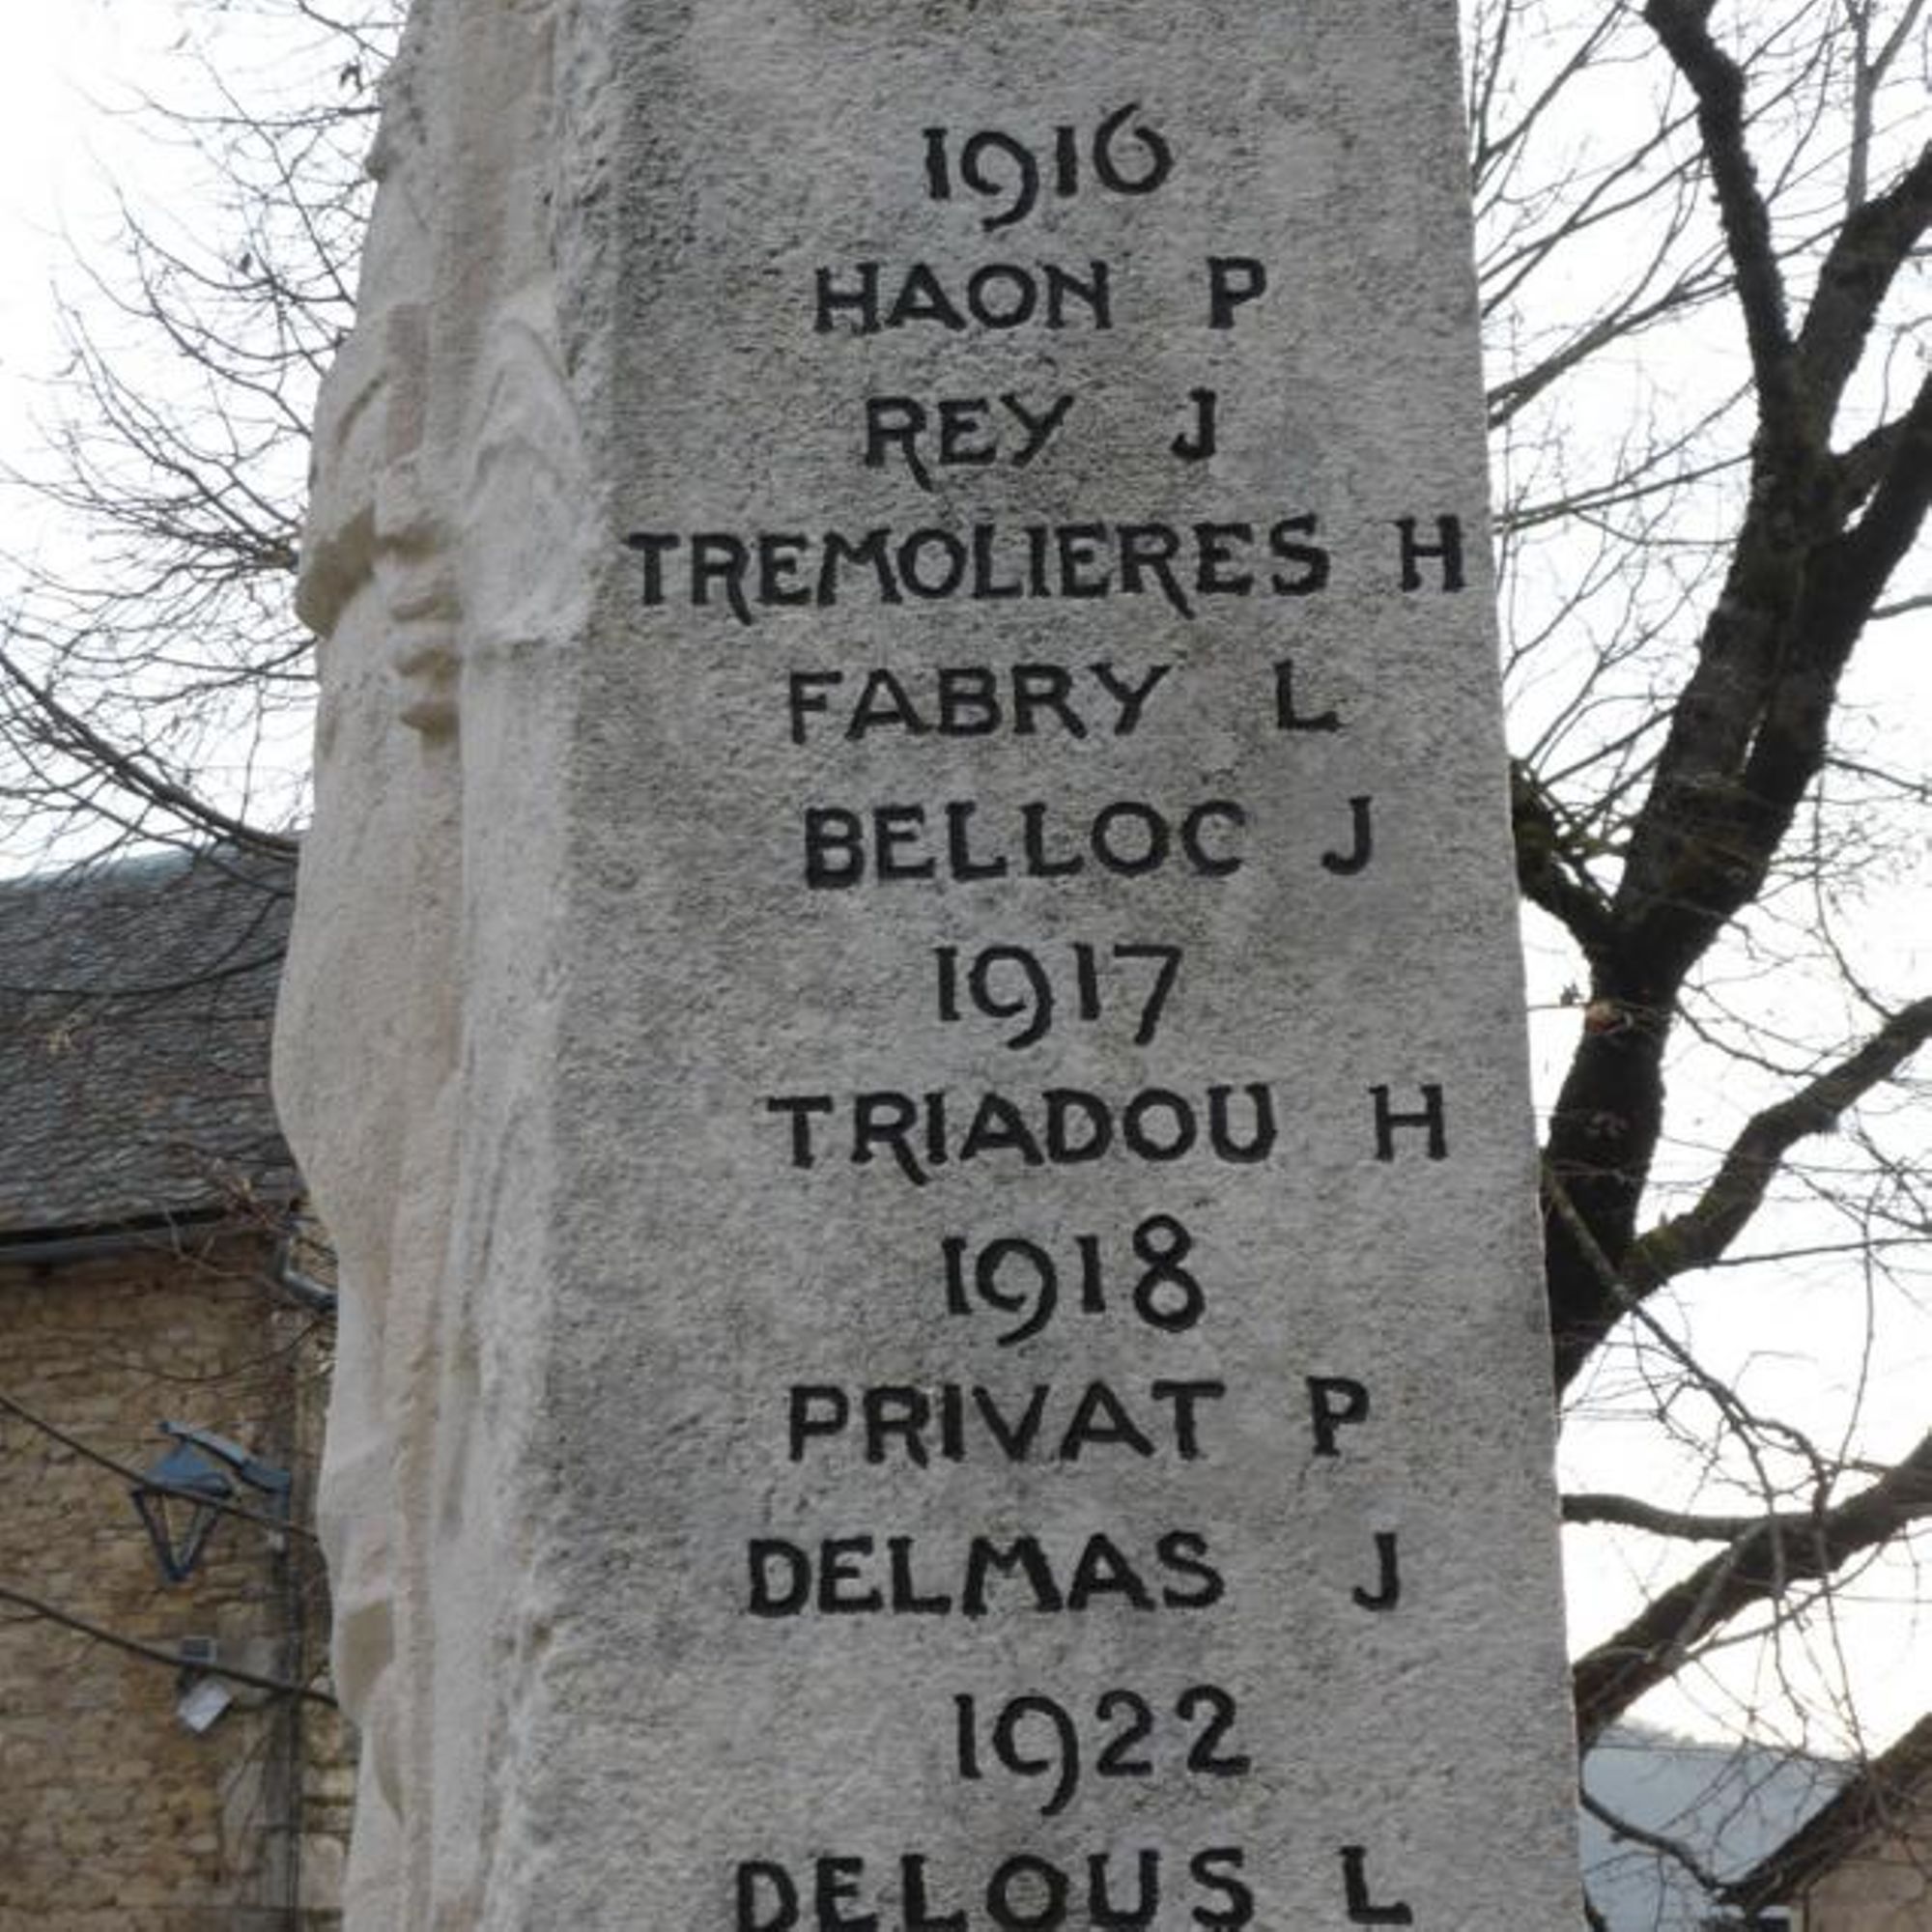 1916
HAON P
REY J
TREMOLIERES H
FABRY L
BELLOC J
1917
TRIADOU H
1918
PRIVAT P
DELMAS J
1922
DELOUS L